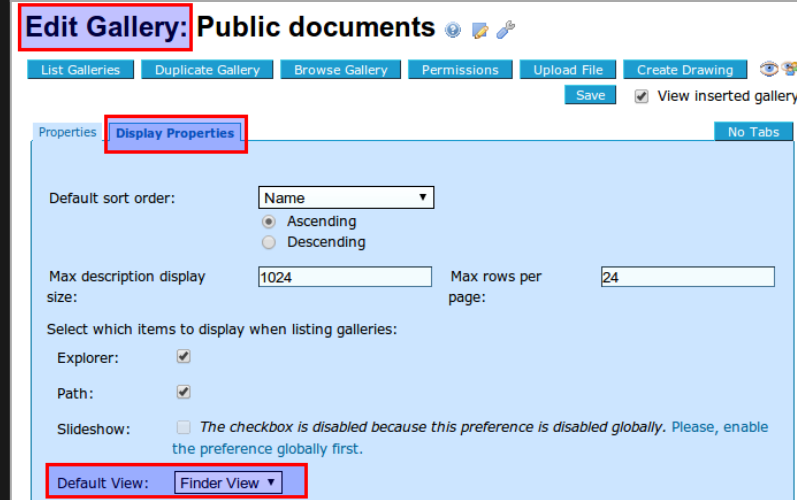 Edit Gallery: Public documents
List Galleries Duplicate Gallery Browse Gallery Permissions Upload File Create Drawing
Save View inserted gallery
Properties Display Properties No Tabs
Default sort order: Name
Ascending
Descending
Max description display size: 1024 Max rows per page: 24
Select which items to display when listing galleries:
Explorer:
Path:
Slideshow: The checkbox is disabled because this preference is disabled globally. Please, enable
the preference globally first.
Default View: Finder View